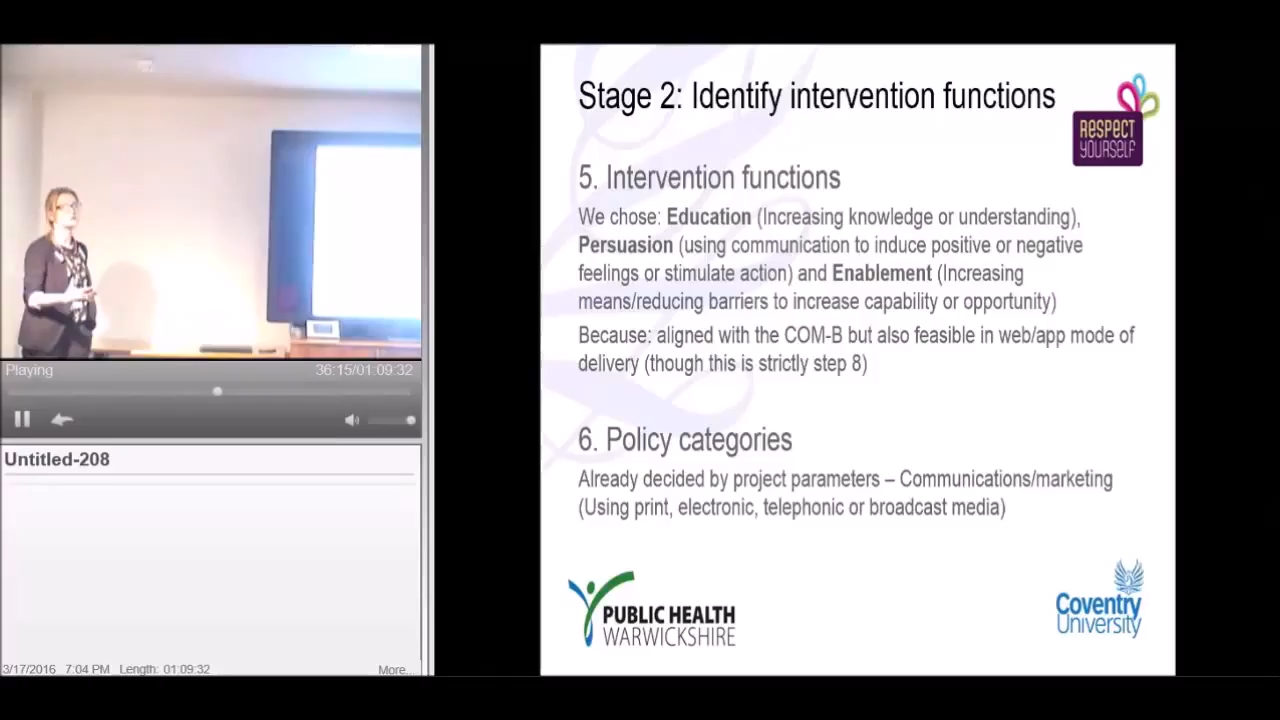 Playing
36:15/01:09:32
Untitled-208
3/17/2016 7:04 PM Length: 01:09:32
More...
Stage 2: Identify intervention functions
RESPECT
YOURSELF
5. Intervention functions
We chose: Education (Increasing knowledge or understanding),
Persuasion (using communication to induce positive or negative
feelings or stimulate action) and Enablement (Increasing
means/reducing barriers to increase capability or opportunity)
Because: aligned with the COM-B but also feasible in web/app mode of
delivery (though this is strictly step 8)
6. Policy categories
Already decided by project parameters – Communications/marketing
(Using print, electronic, telephonic or broadcast media)
PUBLIC HEALTH
WARWICKSHIRE
Coventry
University